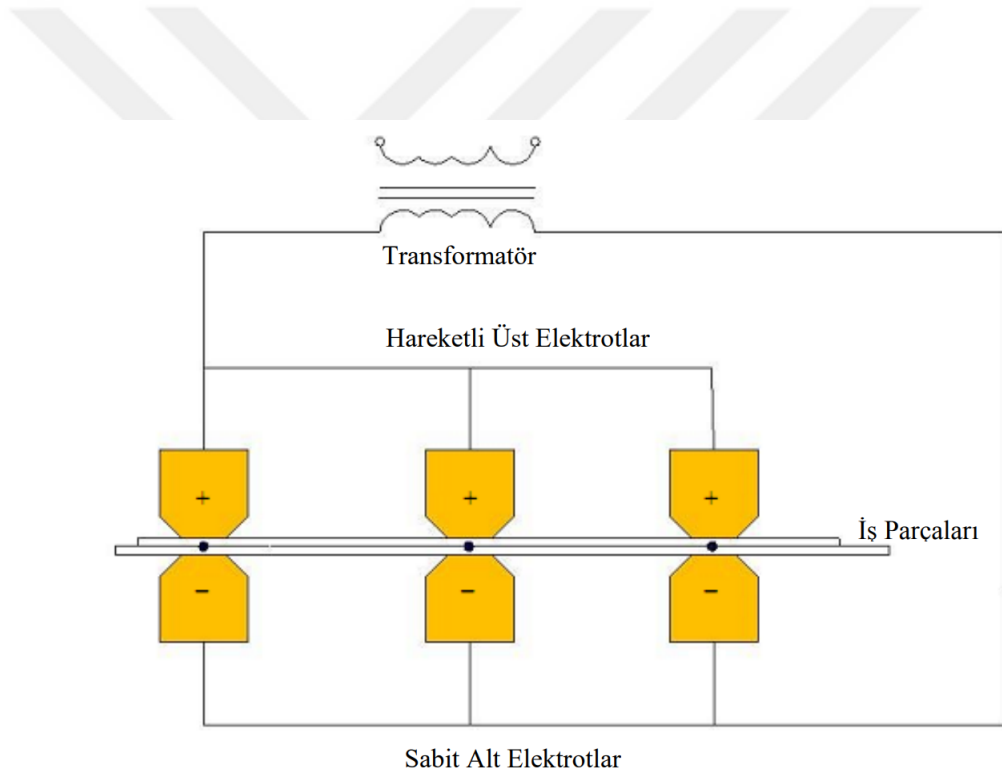 Transformatör
Hareketli Üst Elektrotlar
+ + +
İş Parçaları
− − −
Sabit Alt Elektrotlar